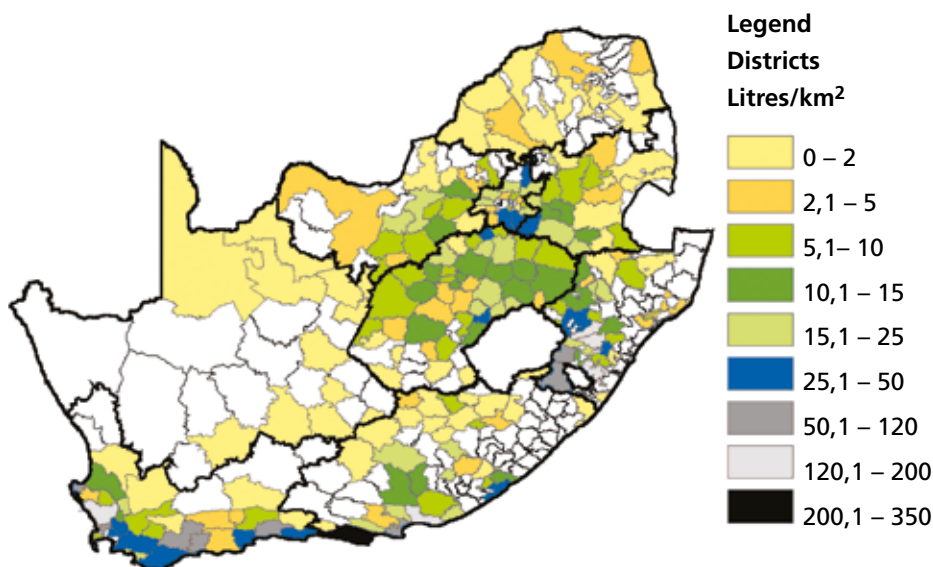 Legend
Districts
Litres/km²
0 – 2
2,1 – 5
5,1– 10
10,1 – 15
15,1 – 25
25,1 – 50
50,1 – 120
120,1 – 200
200,1 – 350